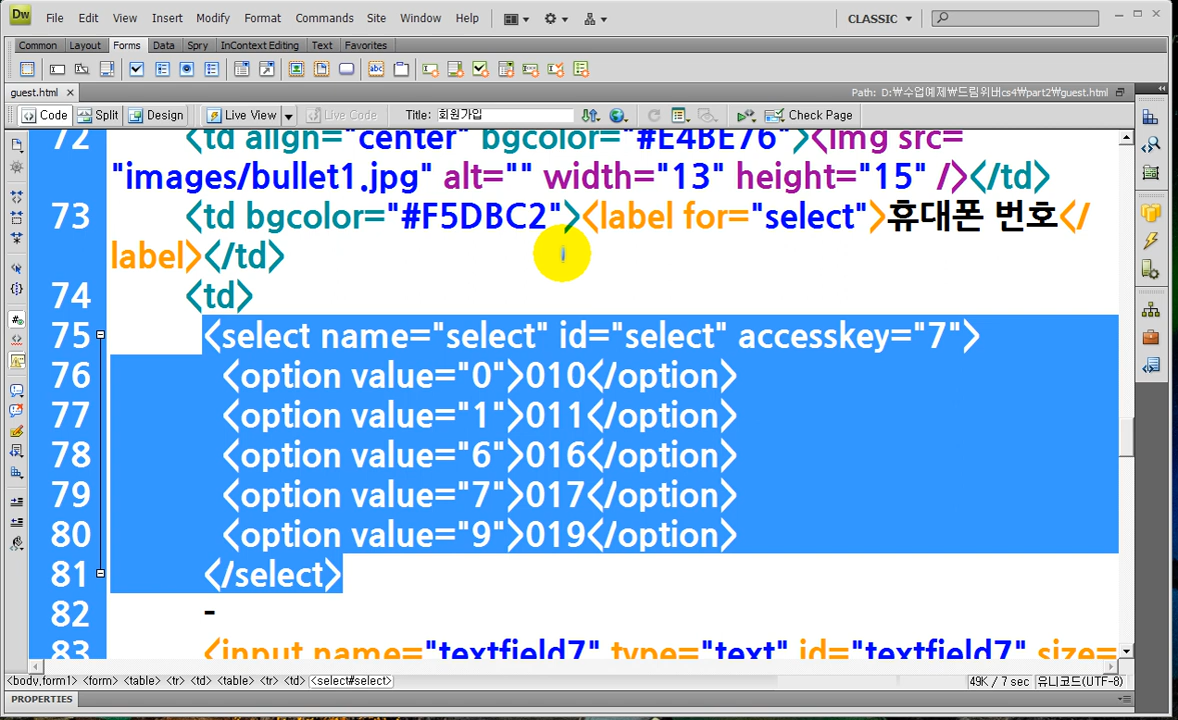 Dw File Edit View Insert Modify Format Commands Site Window Help CLASSIC
Common Layout Forms Data Spry InContext Editing Text Favorites
guest.html Path: D:₩수업예제₩드림위버cs4₩part2₩guest.html
Code Split Design Live View Live Code Title: 회원가입 Check Page
72 <td align="center" bgcolor="#E4BE76"><img src=
"images/bullet1.jpg" alt="" width="13" height="15" /></td>
73 <td bgcolor="#F5DBC2"><label for="select">휴대폰 번호</
label></td>
74 <td>
75 <select name="select" id="select" accesskey="7">
76 <option value="0">010</option>
77 <option value="1">011</option>
78 <option value="6">016</option>
79 <option value="7">017</option>
80 <option value="9">019</option>
81 </select>
82 -
83 <input name="textfield7" type="text" id="textfield7" size=
<body.form1> <form> <table> <tr> <td> <table> <tr> <td> <select#select> 49K / 7 sec 유니코드(UTF-8)
PROPERTIES